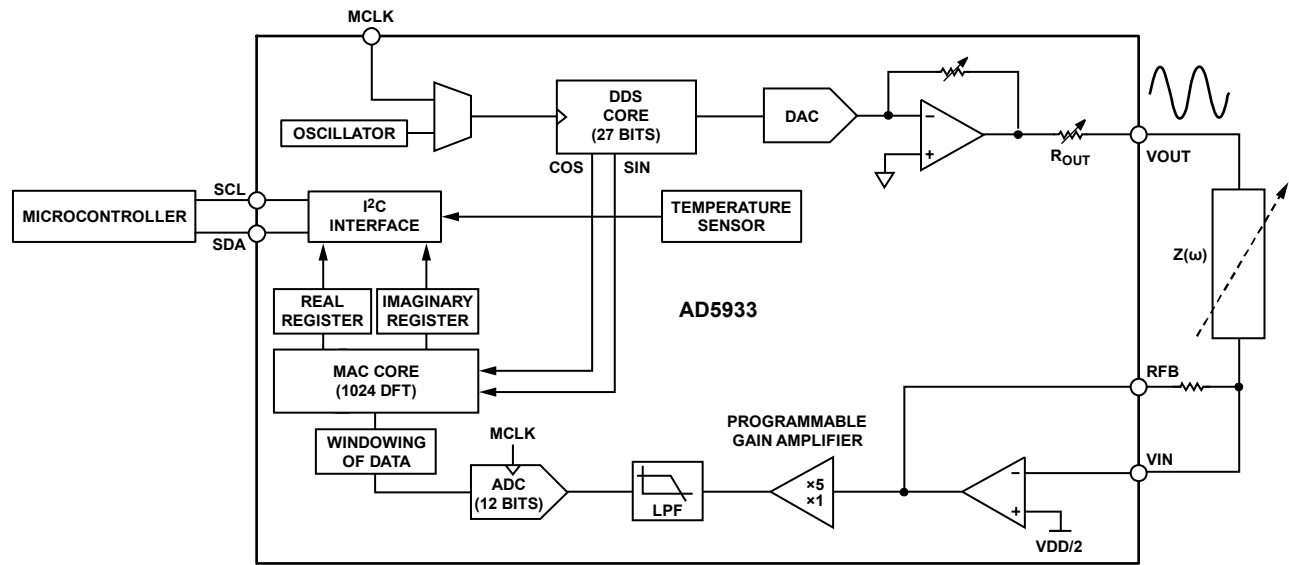 MCLK
DDS
CORE
(27 BITS)
DAC
OSCILLATOR
R_OUT
VOUT
COS
SIN
SCL
MICROCONTROLLER
SDA
I²C
INTERFACE
TEMPERATURE
SENSOR
Z(ω)
REAL
REGISTER
IMAGINARY
REGISTER
AD5933
MAC CORE
(1024 DFT)
RFB
PROGRAMMABLE
GAIN AMPLIFIER
WINDOWING
OF DATA
MCLK
ADC
(12 BITS)
LPF
×5
×1
VIN
VDD/2